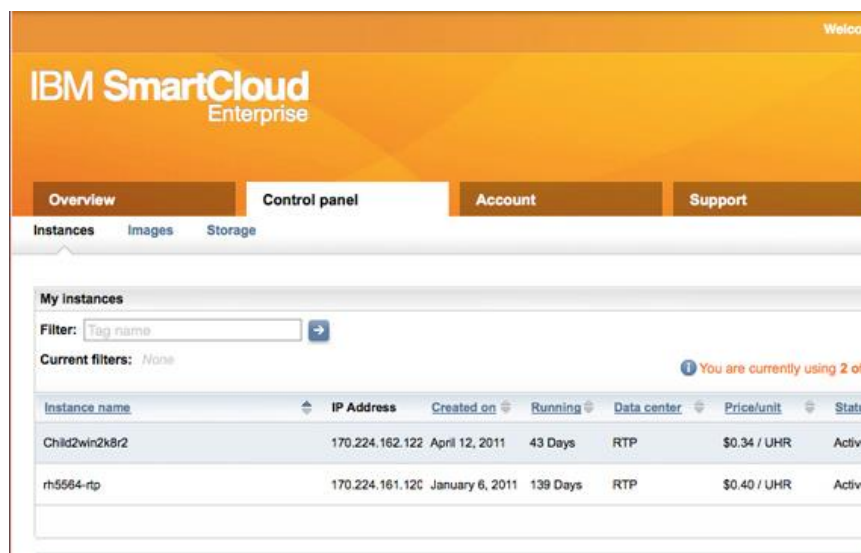 Welco
IBM SmartCloud
Enterprise
Overview Control panel Account Support
Instances Images Storage
My instances
Filter: Tag name
Current filters: None
You are currently using 2 of
Instance name IP Address Created on Running Data center Price/unit Statu
Child2win2k8r2 170.224.162.122 April 12, 2011 43 Days RTP $0.34 / UHR Activ
rh5564-rtp 170.224.161.120 January 6, 2011 139 Days RTP $0.40 / UHR Activ